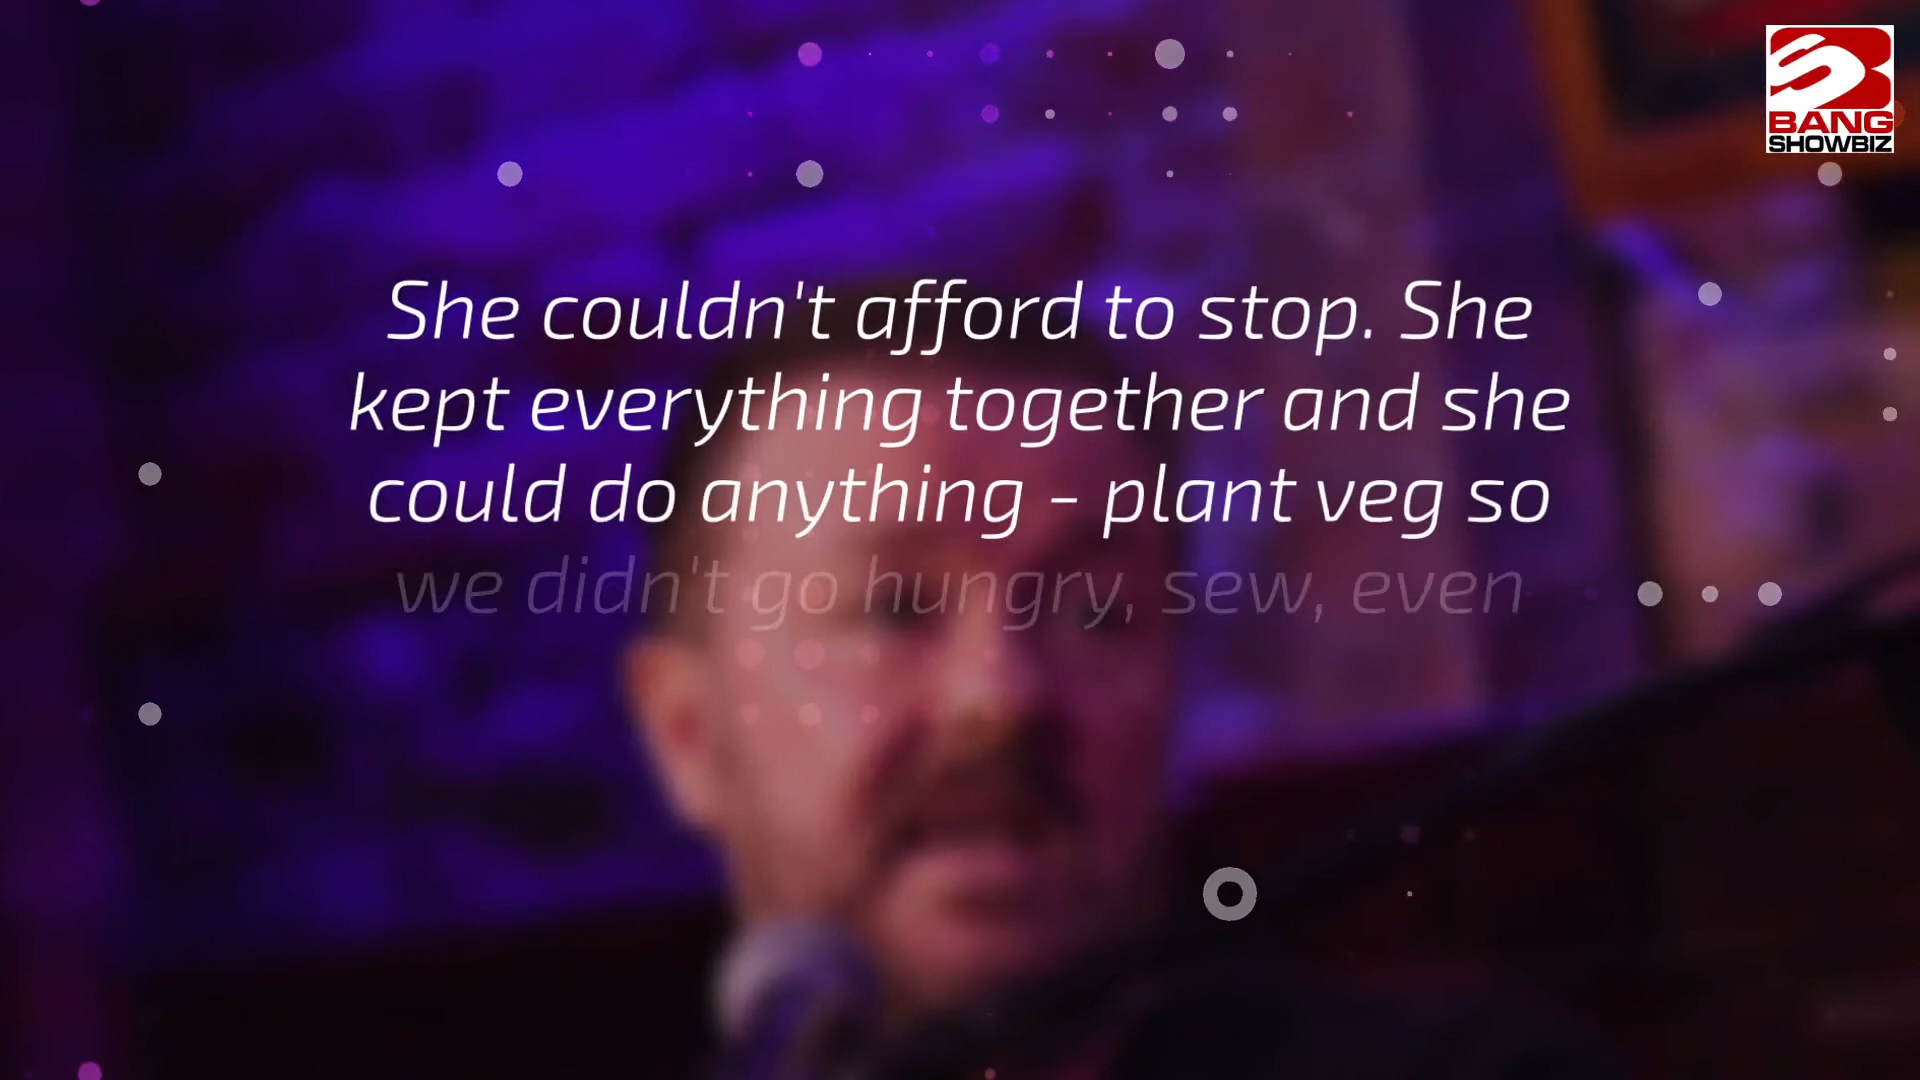 BANG
SHOWBIZ
She couldn't afford to stop. She
kept everything together and she
could do anything - plant veg so
we didn't go hungry, sew, even